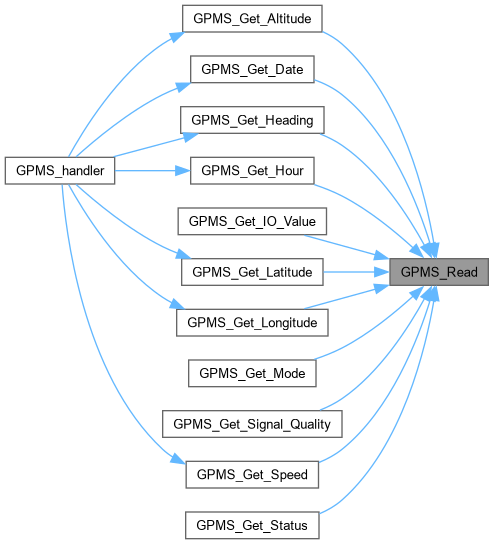 GPMS_Get_Altitude
GPMS_Get_Date
GPMS_Get_Heading
GPMS_handler
GPMS_Get_Hour
GPMS_Get_IO_Value
GPMS_Get_Latitude
GPMS_Read
GPMS_Get_Longitude
GPMS_Get_Mode
GPMS_Get_Signal_Quality
GPMS_Get_Speed
GPMS_Get_Status